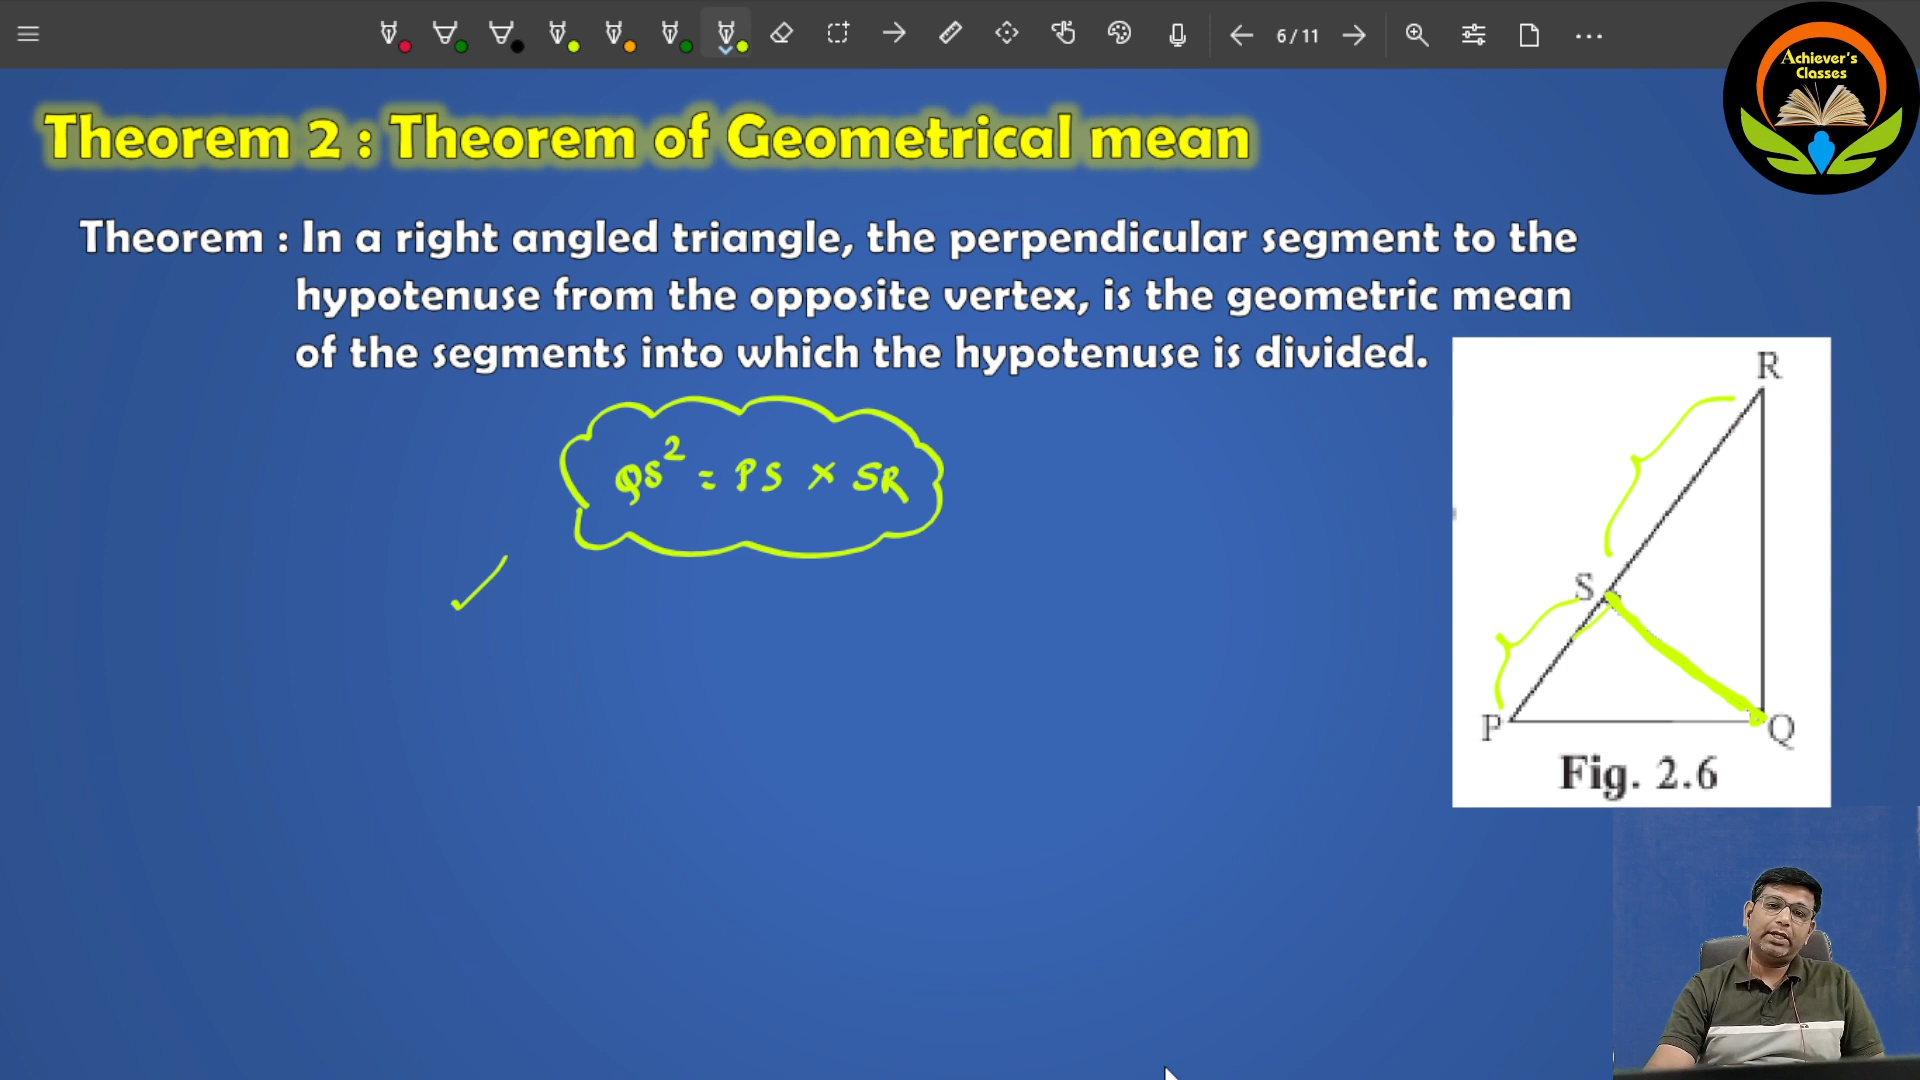 6 / 11
Achiever's
Classes
Theorem 2 : Theorem of Geometrical mean
Theorem : In a right angled triangle, the perpendicular segment to the
hypotenuse from the opposite vertex, is the geometric mean
of the segments into which the hypotenuse is divided.
QS² = PS × SR
R
S
P
Q
Fig. 2.6